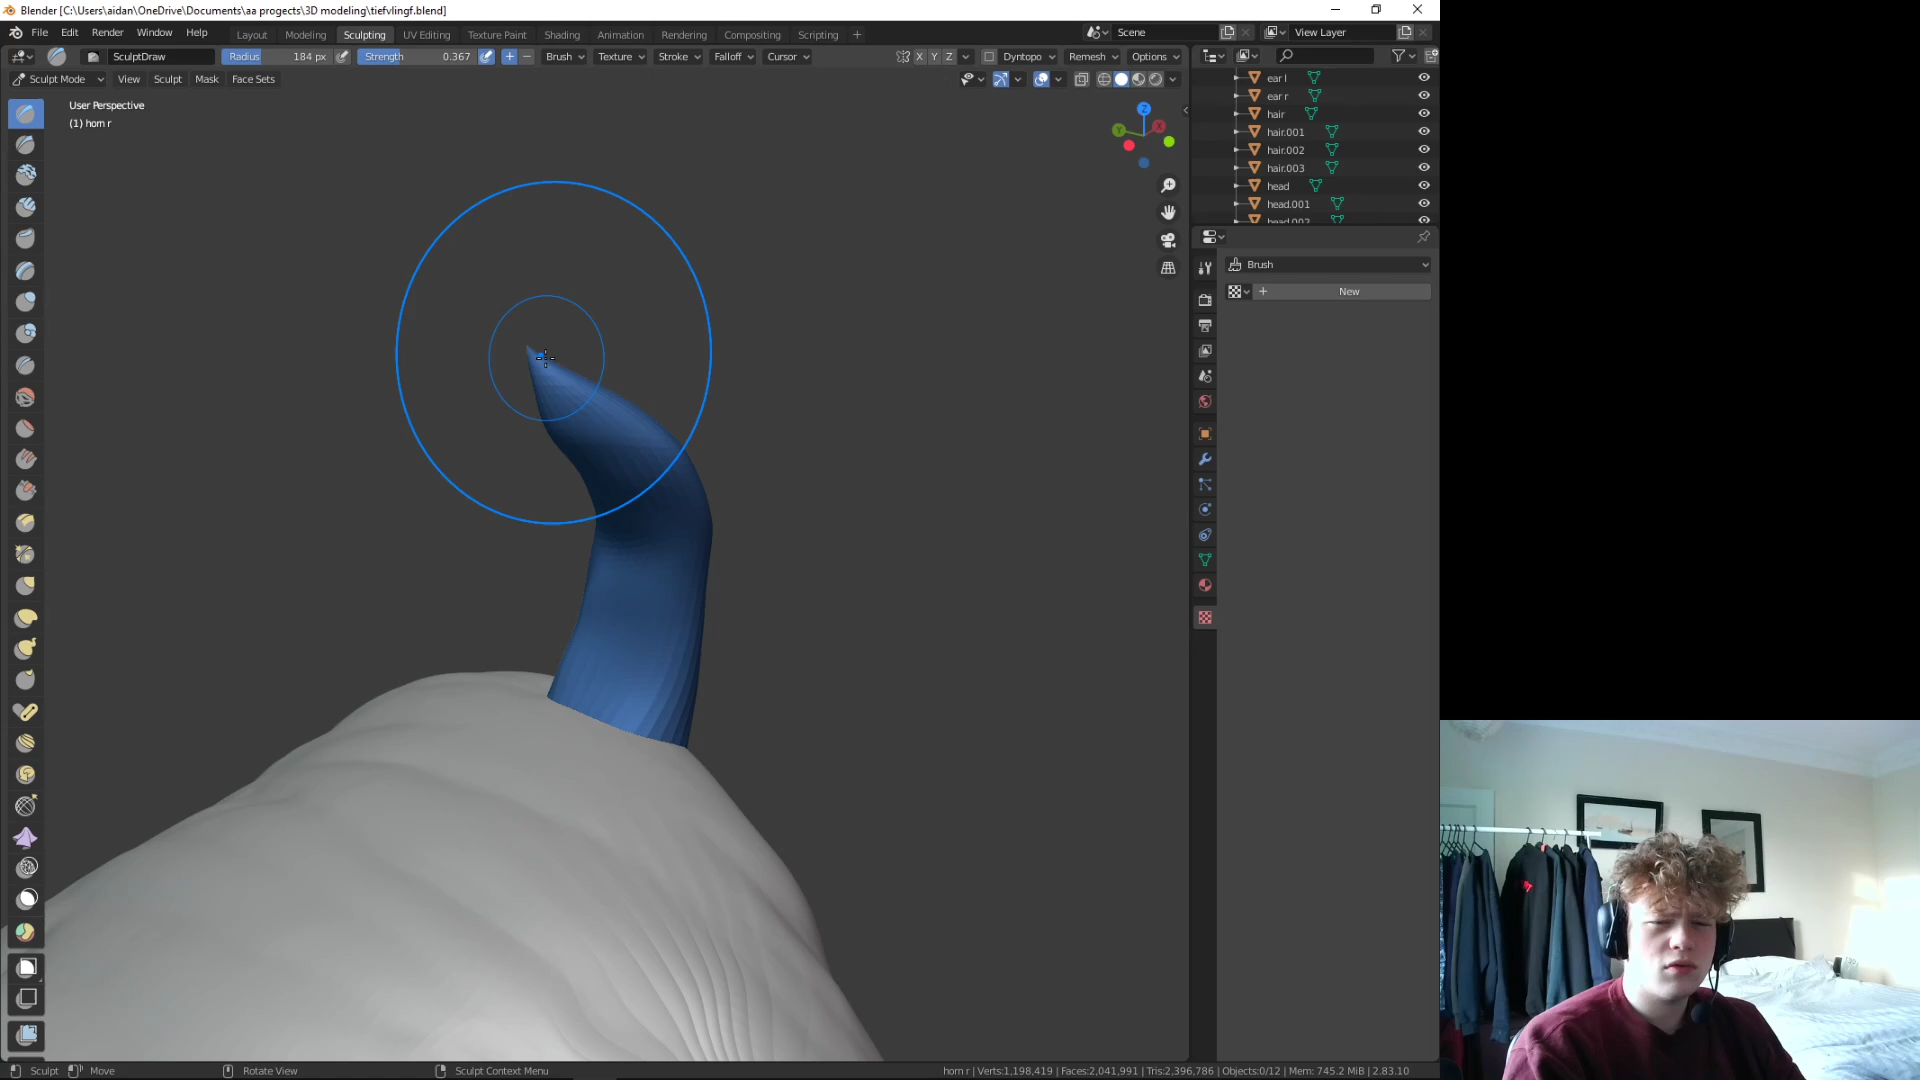 Blender [C:\Users\aidan\OneDrive\Documents\aa progects\3D modeling\tiefvlingf.blend]
File Edit Render Window Help Layout Modeling Sculpting UV Editing Texture Paint Shading Animation Rendering Compositing Scripting + Scene View Layer
SculptDraw Radius 184 px Strength 0.367 + − Brush Texture Stroke Falloff Cursor X Y Z Dyntopo Remesh Options
Sculpt Mode View Sculpt Mask Face Sets
User Perspective
(1) horn r
Z
Y
X
ear l
ear r
hair
hair.001
hair.002
hair.003
head
head.001
head.002
Brush
+ New
Sculpt Move Rotate View Sculpt Context Menu horn r | Verts:1,198,419 | Faces:2,041,991 | Tris:2,396,786 | Objects:0/12 | Mem: 745.2 MiB | 2.83.10